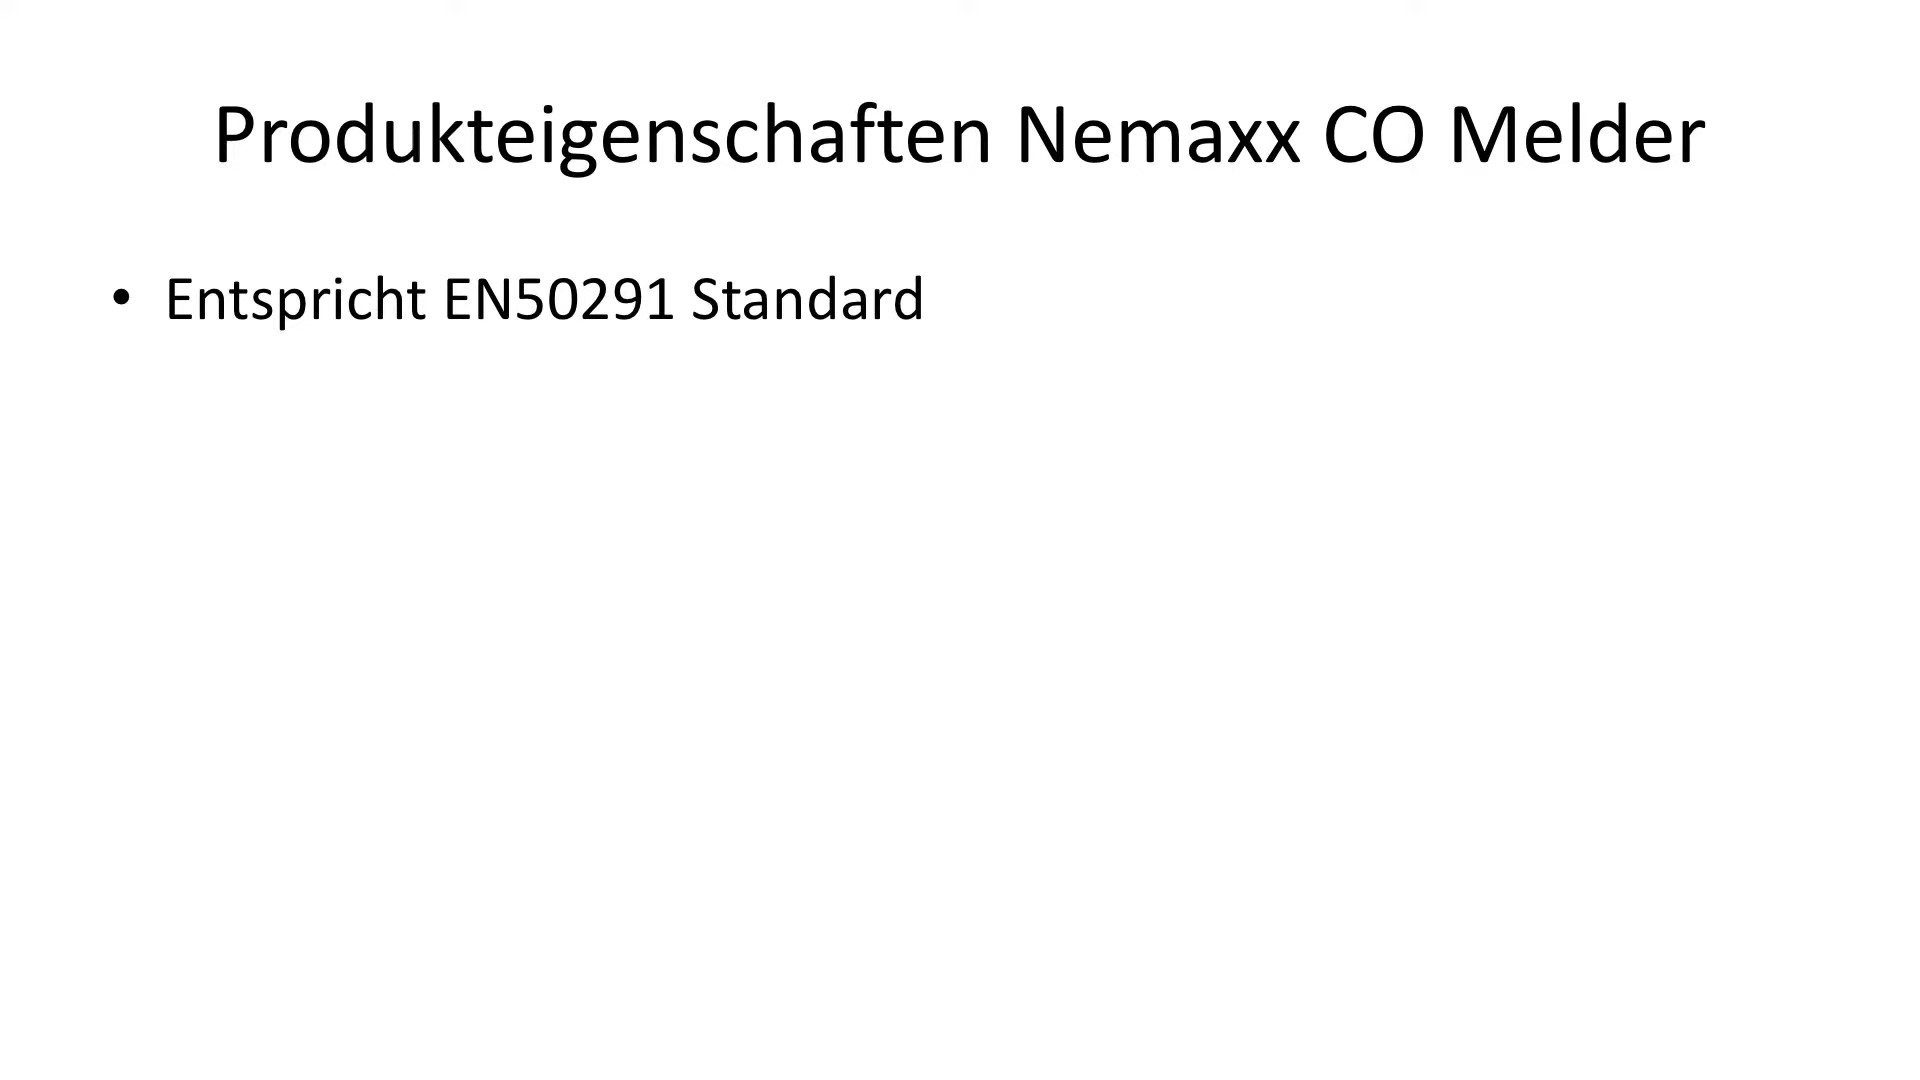 Produkteigenschaften Nemaxx CO Melder
• Entspricht EN50291 Standard